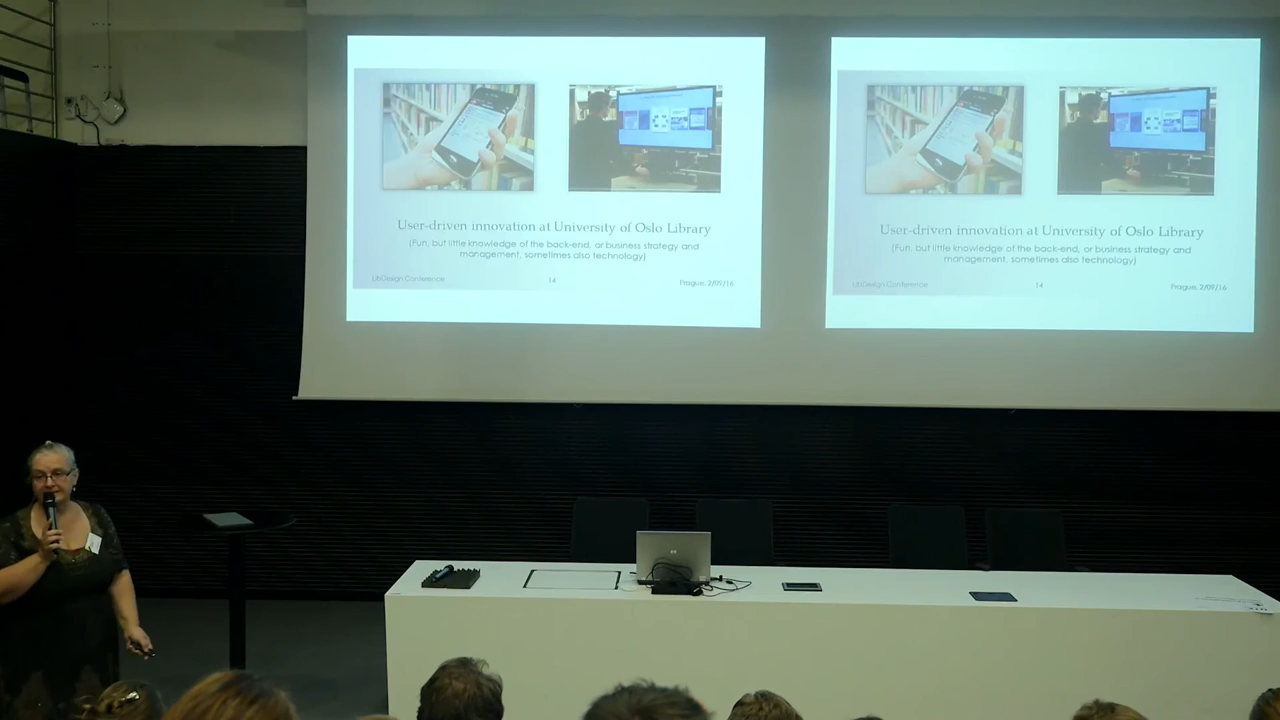 User-driven innovation at University of Oslo Library
(Fun, but little knowledge of the back-end, or business strategy and
management, sometimes also technology)
LibDesign Conference
14
Prague, 2/09/16
User-driven innovation at University of Oslo Library
(Fun, but little knowledge of the back-end, or business strategy and
management, sometimes also technology)
LibDesign Conference
14
Prague, 2/09/16
hp